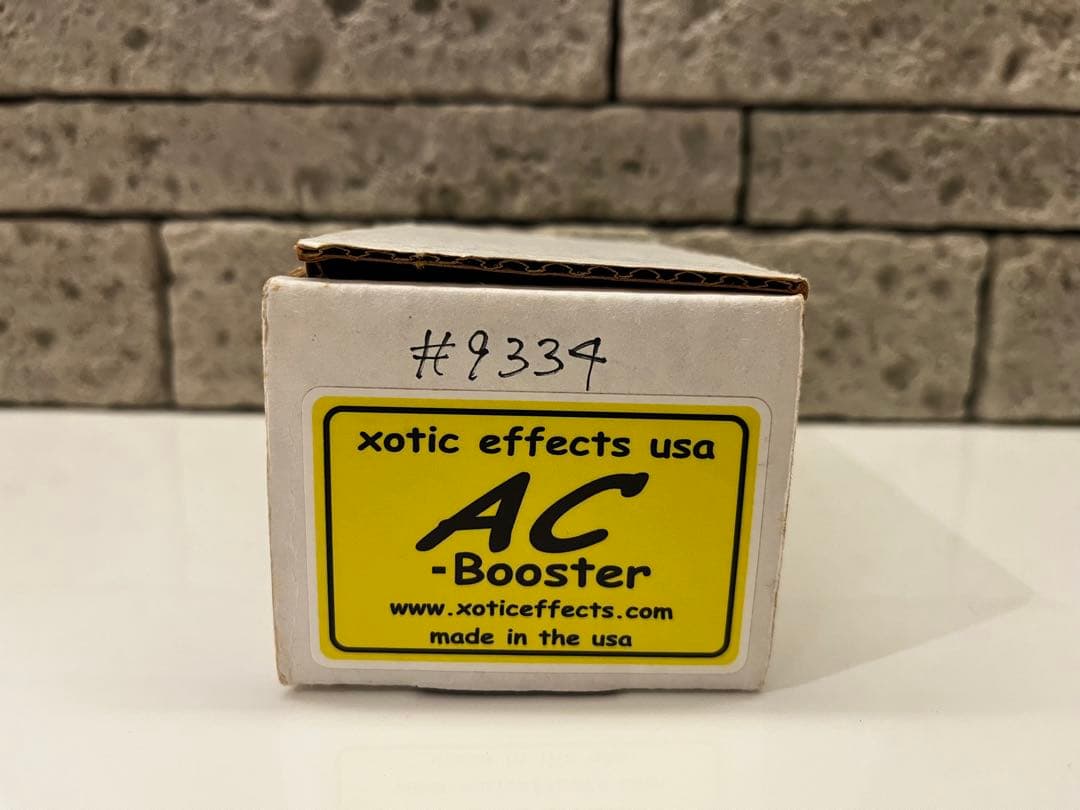 #9334
xotic effects usa
AC
-Booster
www.xoticeffects.com
made in the usa